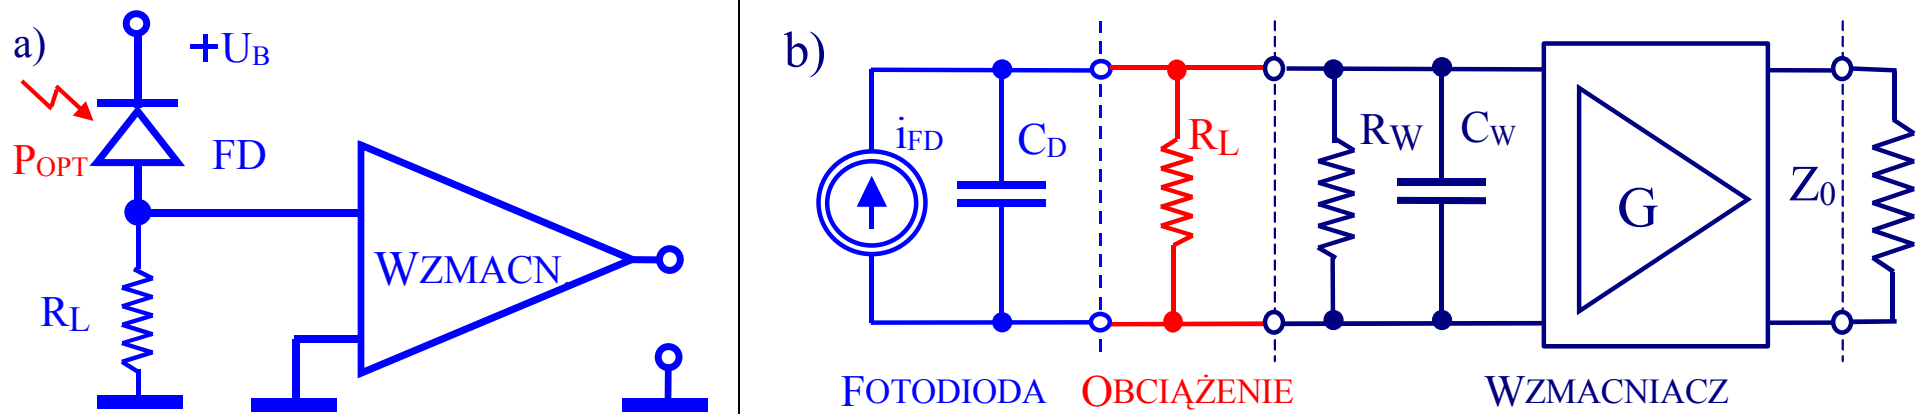 a)
+UB
POPT
FD
WZMACN.
RL
b)
iFD
CD
RL
RW
CW
G
Z0
FOTODIODA
OBCIĄŻENIE
WZMACNIACZ